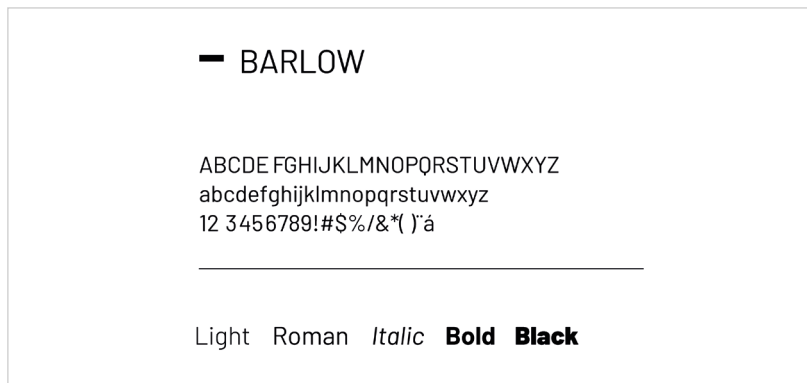 BARLOW
ABCDE FGHIJKLMNOPQRSTUVWXYZ
abcdefghijklmnopqrstuvwxyz
12 3456789!#$%/&*( )¨á
Light Roman Italic Bold Black